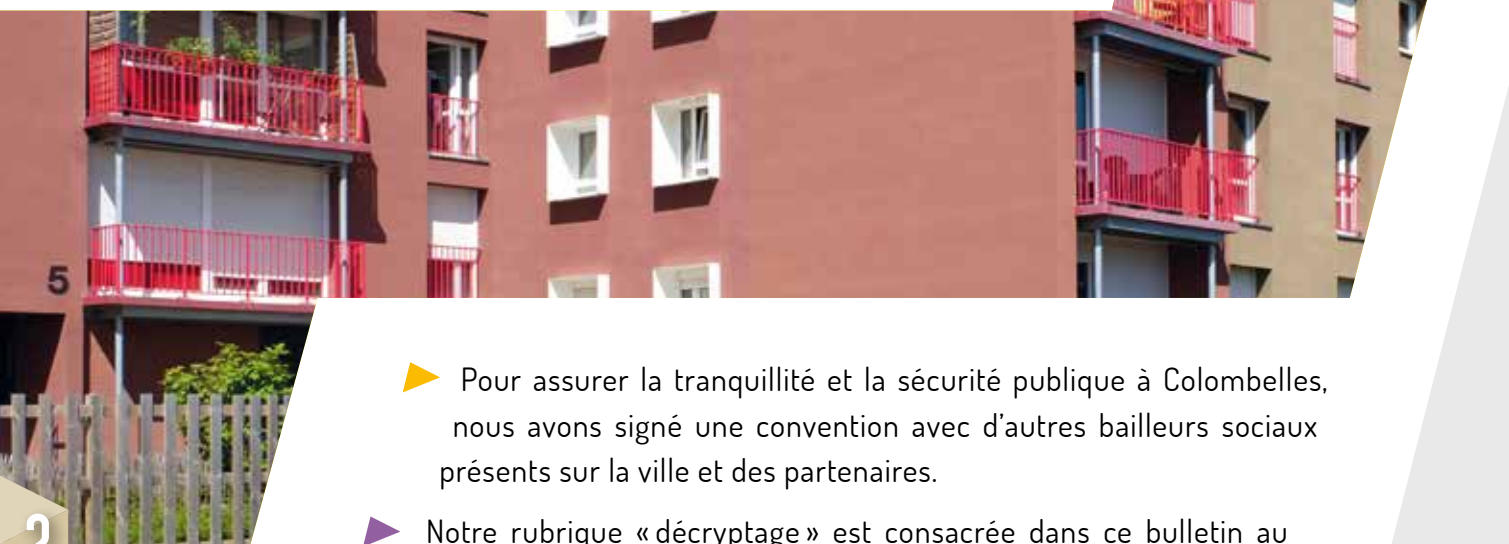 5
Pour assurer la tranquillité et la sécurité publique à Colombelles,
nous avons signé une convention avec d'autres bailleurs sociaux
présents sur la ville et des partenaires.
Notre rubrique « décryptage » est consacrée dans ce bulletin au